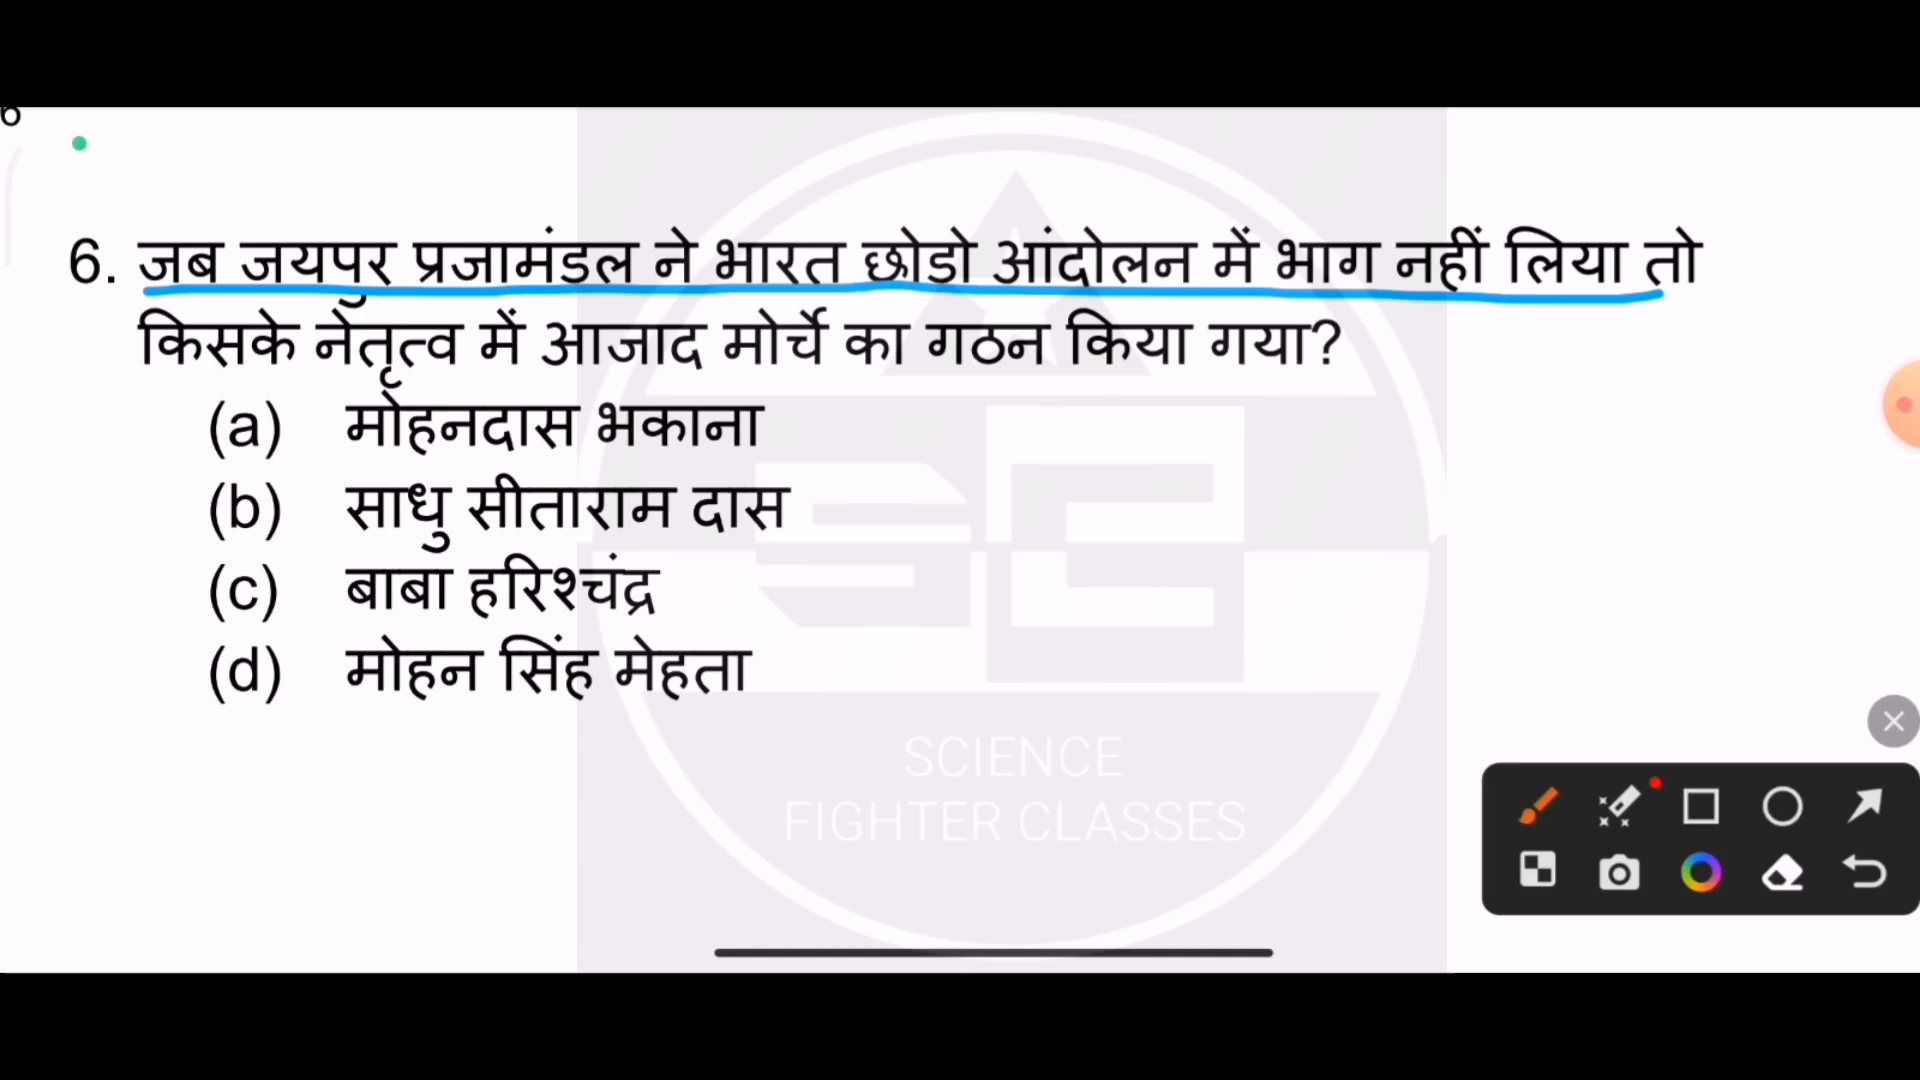 6. जब जयपुर प्रजामंडल ने भारत छोडो आंदोलन में भाग नहीं लिया तो
किसके नेतृत्व में आजाद मोर्चे का गठन किया गया?
(a) मोहनदास भकाना
(b) साधु सीताराम दास
(c) बाबा हरिश्चंद्र
(d) मोहन सिंह मेहता
SCIENCE
FIGHTER CLASSES